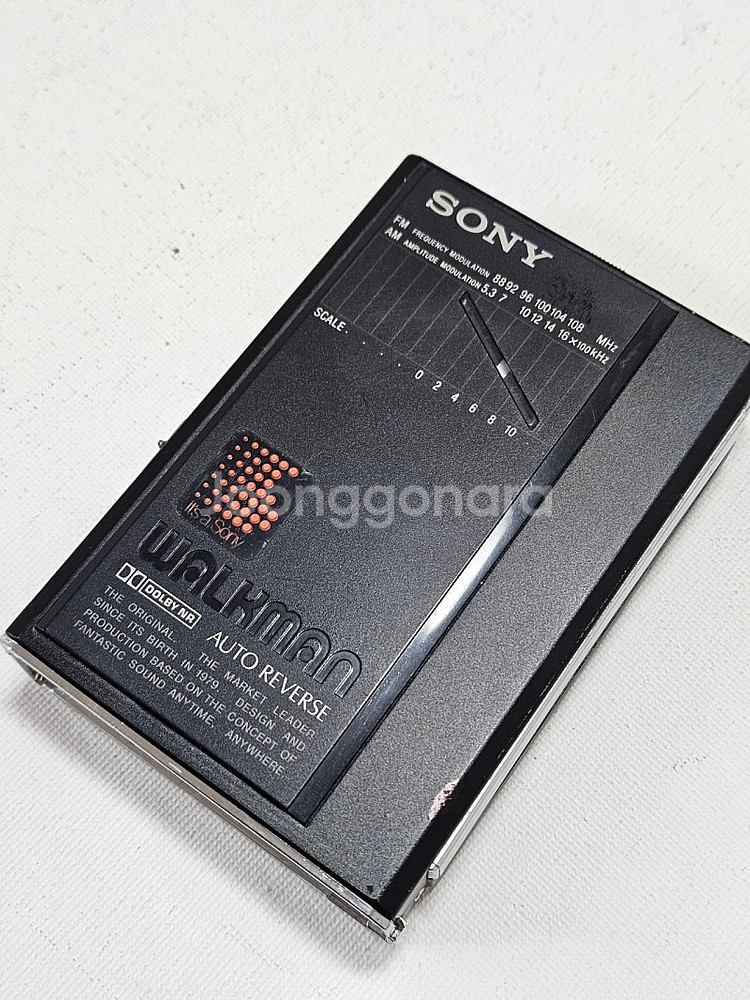 SONY
FM FREQUENCY MODULATION 88 92 96 100 104 108 MHz
AM AMPLITUDE MODULATION 5.3 7 10 12 14 16 ×100kHz
SCALE
0 2 4 6 8 10
It's a Sony
Joonggonara
WALKMAN
DOLBY NR AUTO REVERSE
THE ORIGINAL. THE MARKET LEADER
SINCE ITS BIRTH IN 1979. DESIGN AND
PRODUCTION BASED ON THE CONCEPT OF
FANTASTIC SOUND ANYTIME, ANYWHERE.